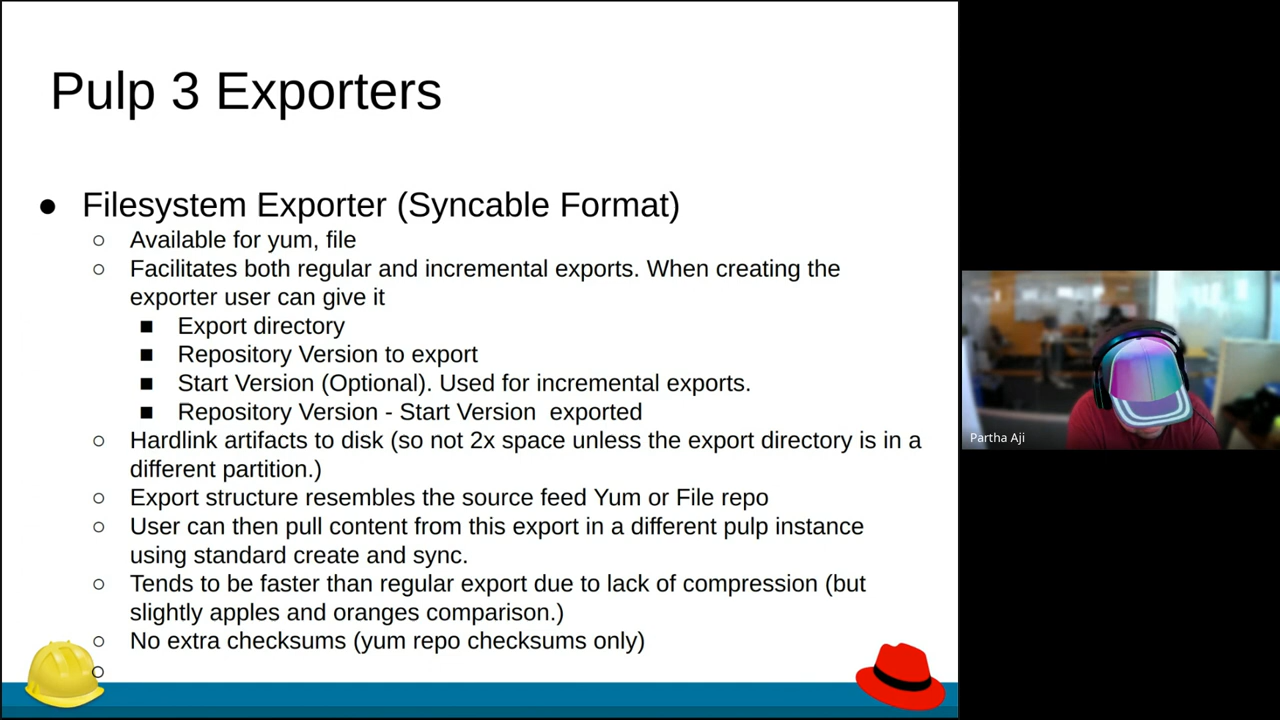 Pulp 3 Exporters
● Filesystem Exporter (Syncable Format)
○ Available for yum, file
○ Facilitates both regular and incremental exports. When creating the
exporter user can give it
■ Export directory
■ Repository Version to export
■ Start Version (Optional). Used for incremental exports.
■ Repository Version - Start Version exported
○ Hardlink artifacts to disk (so not 2x space unless the export directory is in a
different partition.)
○ Export structure resembles the source feed Yum or File repo
○ User can then pull content from this export in a different pulp instance
using standard create and sync.
○ Tends to be faster than regular export due to lack of compression (but
slightly apples and oranges comparison.)
○ No extra checksums (yum repo checksums only)
○
Partha Aji